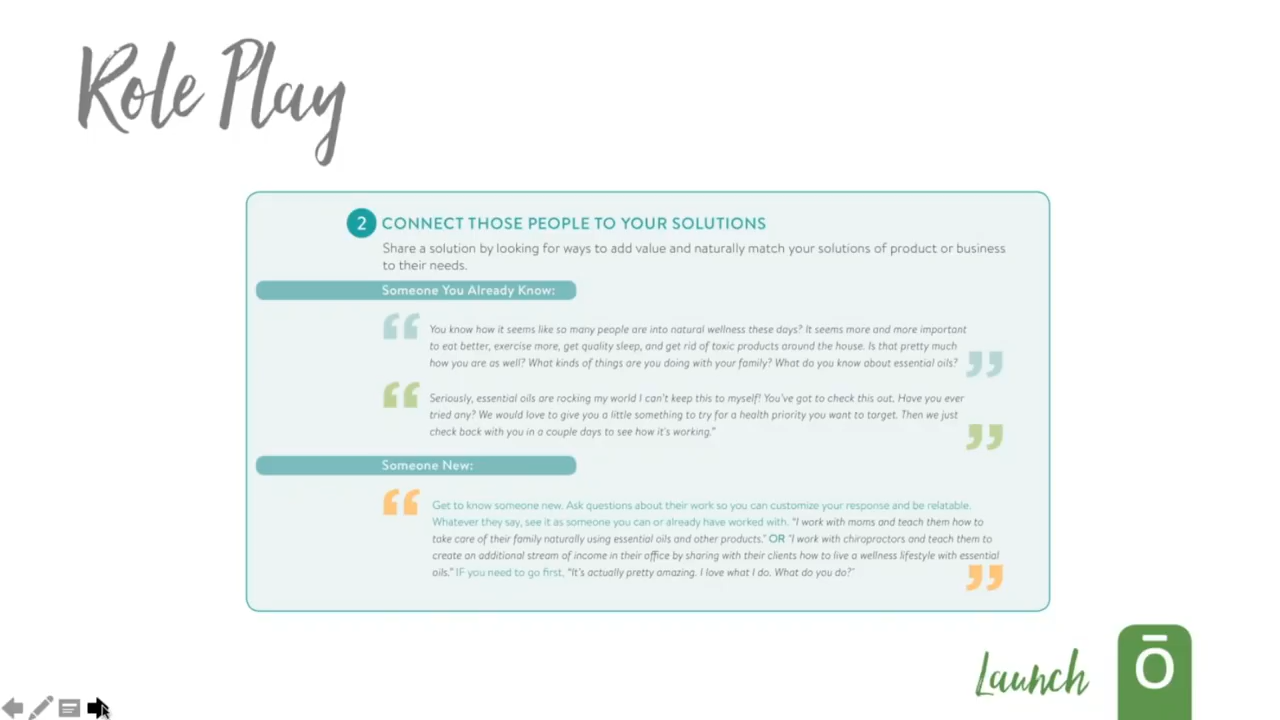 Role Play
2 CONNECT THOSE PEOPLE TO YOUR SOLUTIONS
Share a solution by looking for ways to add value and naturally match your solutions of product or business
to their needs.
Someone You Already Know:
“ You know how it seems like so many people are into natural wellness these days? It seems more and more important
to eat better, exercise more, get quality sleep, and get rid of toxic products around the house. Is that pretty much
how you are as well? What kinds of things are you doing with your family? What do you know about essential oils? ”
“ Seriously, essential oils are rocking my world I can't keep this to myself! You've got to check this out. Have you ever
tried any? We would love to give you a little something to try for a health priority you want to target. Then we just
check back with you in a couple days to see how it's working.” ”
Someone New:
“ Get to know someone new. Ask questions about their work so you can customize your response and be relatable.
Whatever they say, see it as someone you can or already have worked with. “I work with moms and teach them how to
take care of their family naturally using essential oils and other products.” OR “I work with chiropractors and teach them to
create an additional stream of income in their office by sharing with their clients how to live a wellness lifestyle with essential
oils.” IF you need to go first, “It's actually pretty amazing. I love what I do. What do you do?” ”
Launch
Ō